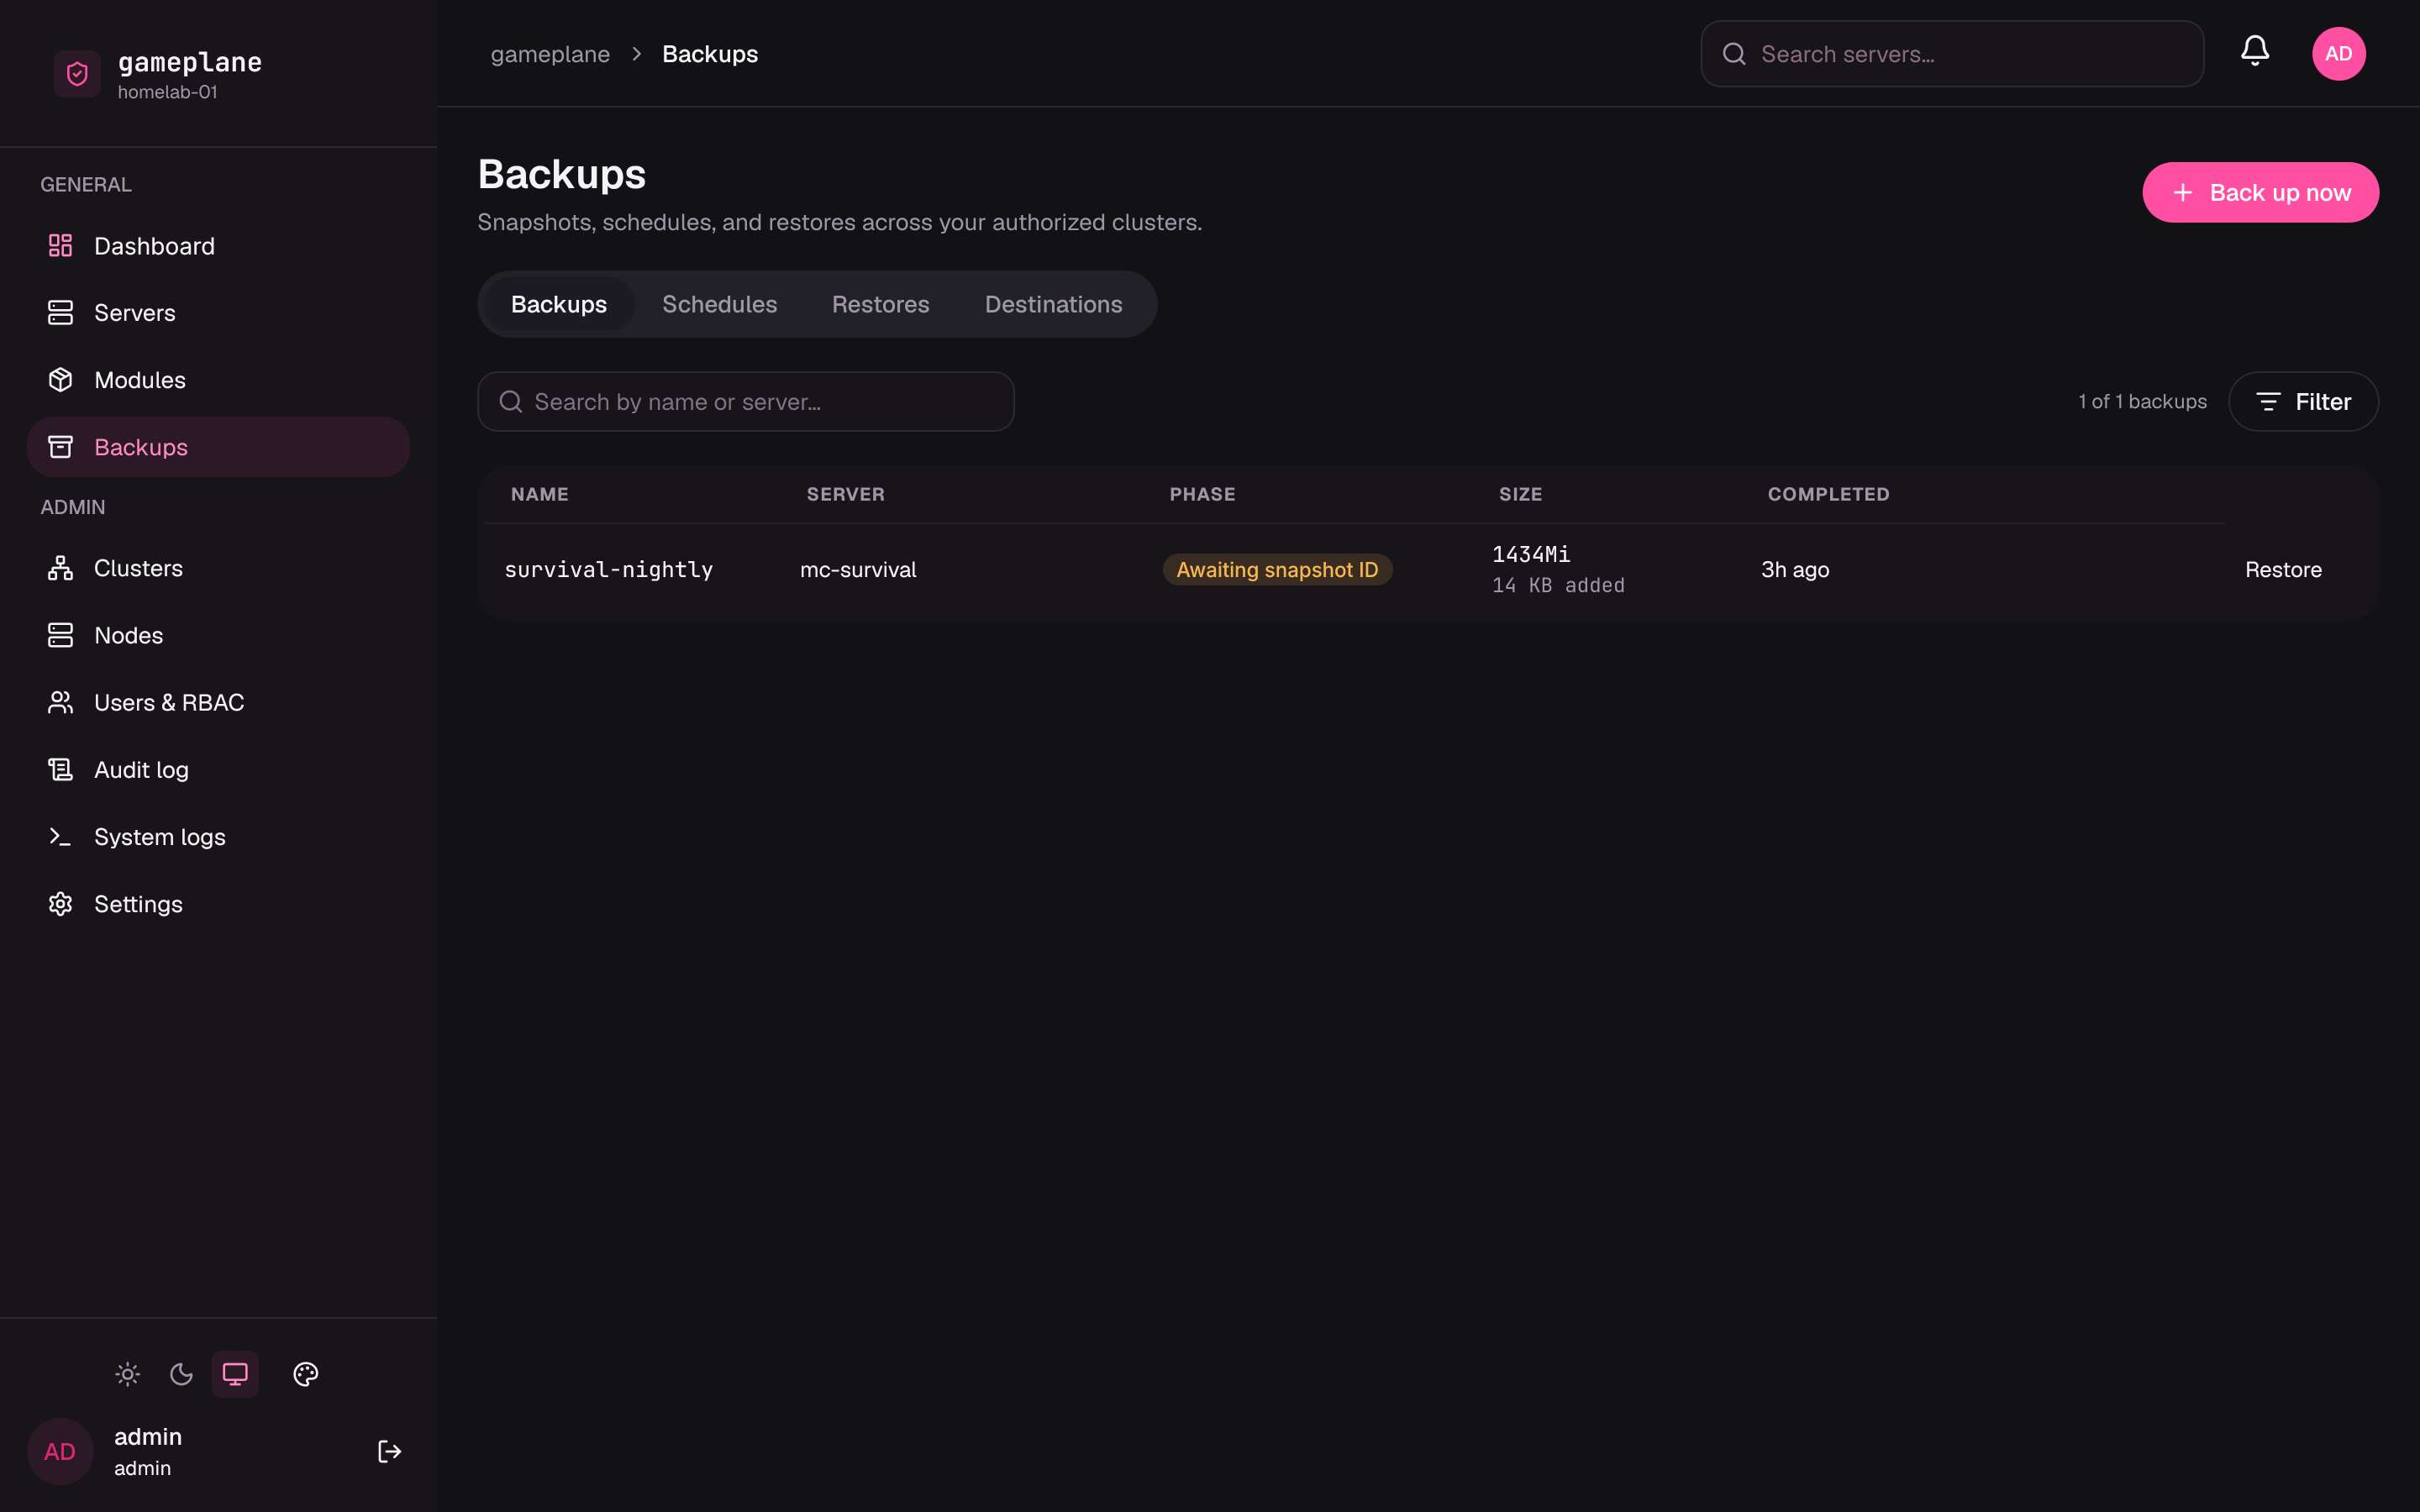 gameplane
homelab-01
GENERAL
Dashboard
Servers
Modules
Backups
ADMIN
Clusters
Nodes
Users & RBAC
Audit log
System logs
Settings
AD
admin
admin
gameplane > Backups
Search servers...
AD
Backups
Snapshots, schedules, and restores across your authorized clusters.
Back up now
Backups Schedules Restores Destinations
Search by name or server...
1 of 1 backups
Filter
NAME SERVER PHASE SIZE COMPLETED
survival-nightly mc-survival Awaiting snapshot ID 1434Mi 3h ago Restore
14 KB added